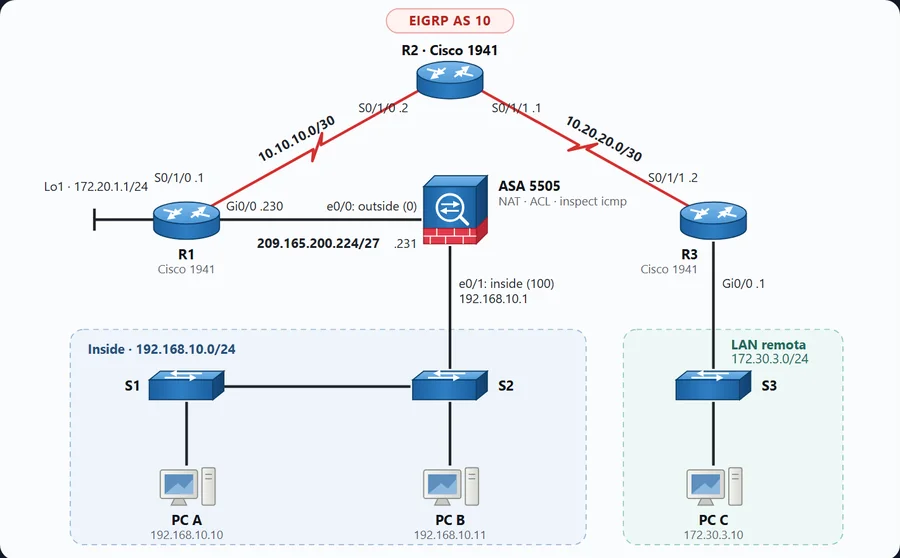 EIGRP AS 10
R2 · Cisco 1941
S0/1/0 .2
S0/1/1 .1
10.10.10.0/30
10.20.20.0/30
Lo1 · 172.20.1.1/24
S0/1/0 .1
S0/1/1 .2
ASA 5505
NAT · ACL · inspect icmp
Gi0/0 .230
e0/0: outside (0)
209.165.200.224/27
.231
R1
Cisco 1941
R3
Cisco 1941
e0/1: inside (100)
192.168.10.1
Gi0/0 .1
Inside · 192.168.10.0/24
LAN remota
172.30.3.0/24
S1
S2
S3
PC A
192.168.10.10
PC B
192.168.10.11
PC C
172.30.3.10